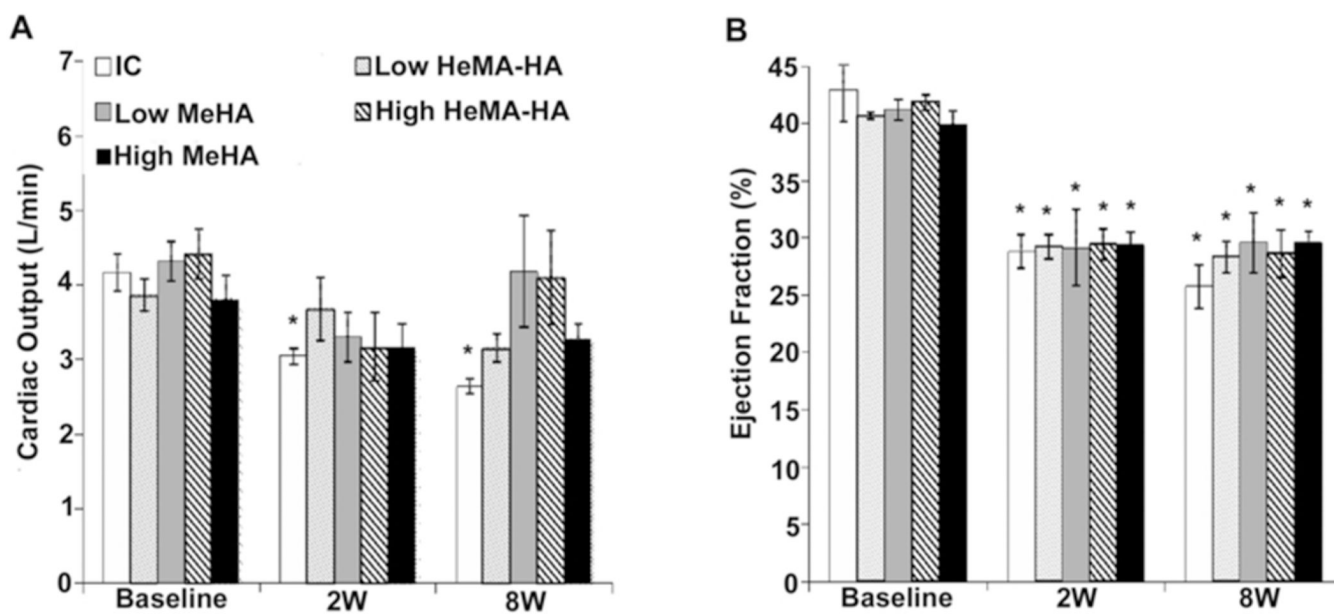 A
Cardiac Output (L/min)
7
6
5
4
3
2
1
0
IC
Low HeMA-HA
Low MeHA
High HeMA-HA
High MeHA
*
*
Baseline 2W 8W
B
Ejection Fraction (%)
45
40
35
30
25
20
15
10
5
0
* * * * *
* * * * *
Baseline 2W 8W